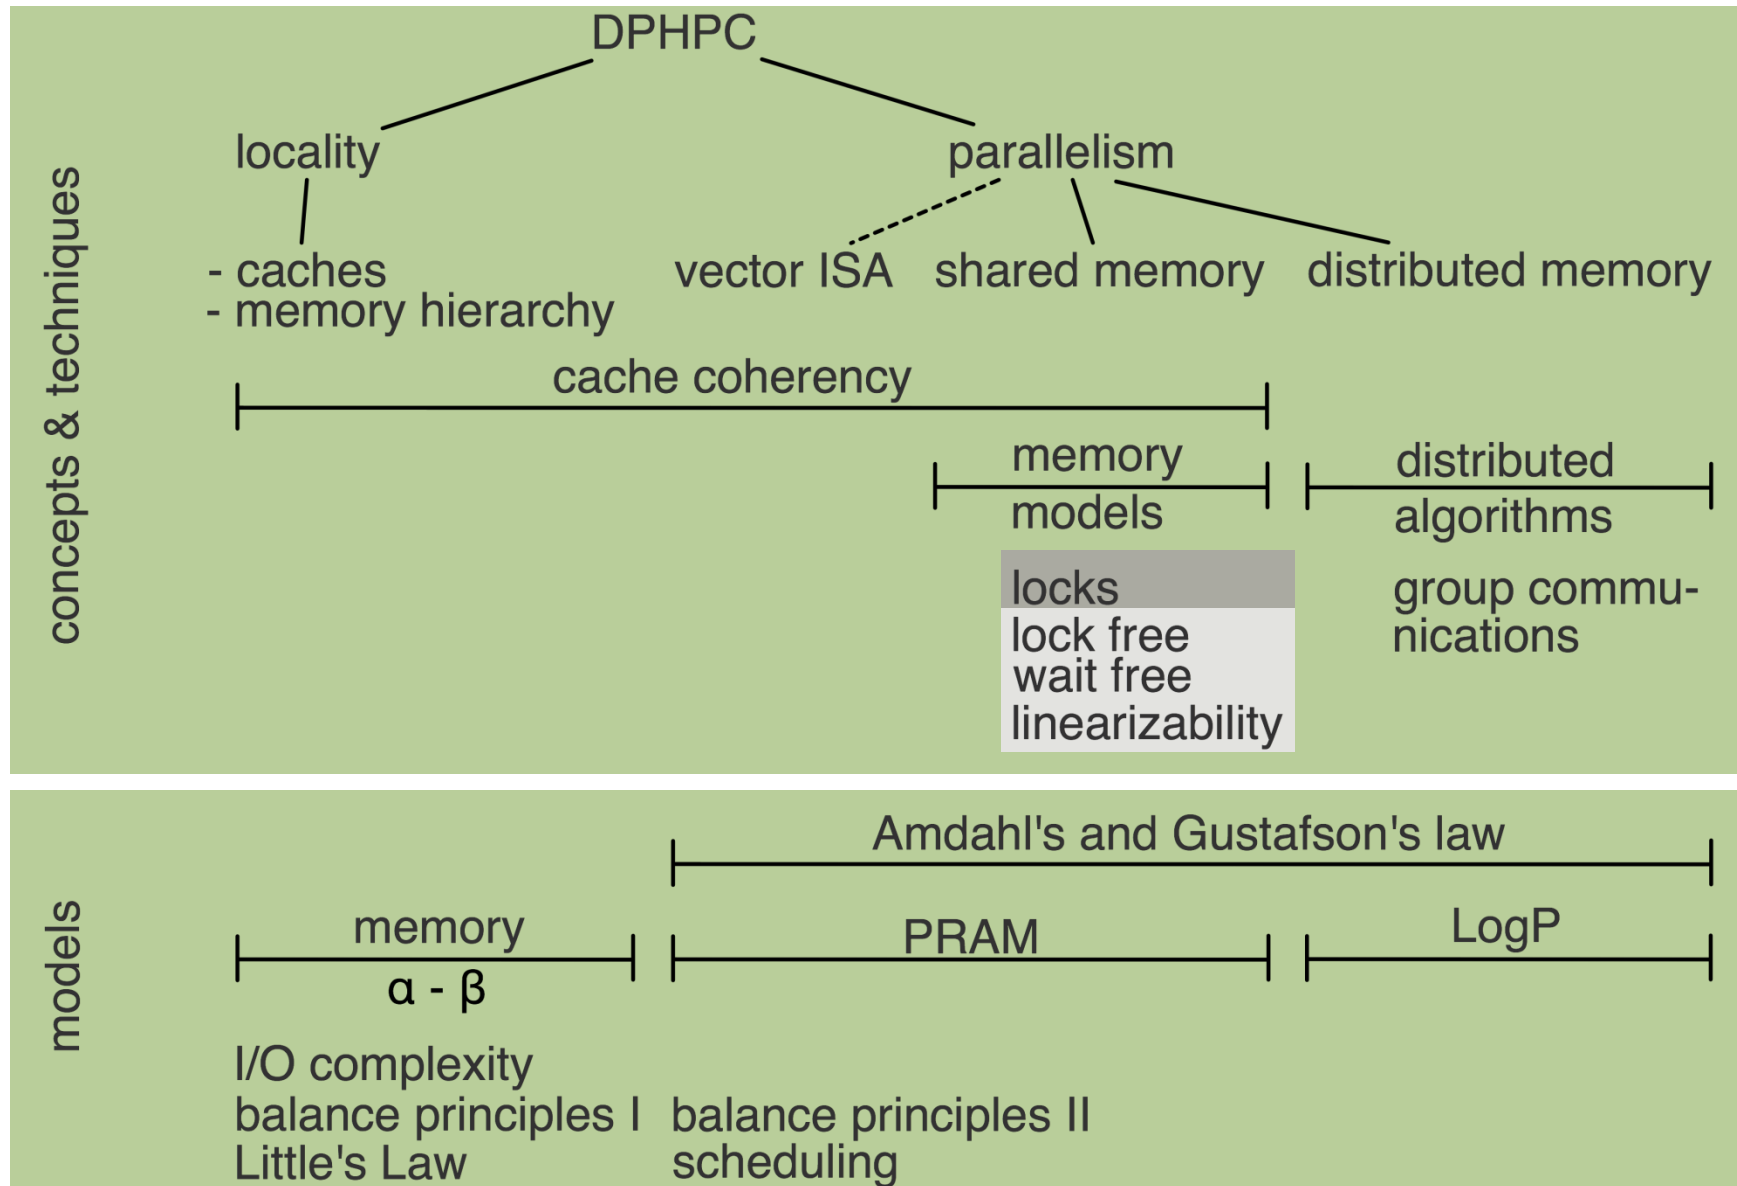 DPHPC
locality
parallelism
- caches
- memory hierarchy
vector ISA
shared memory
distributed memory
cache coherency
memory
models
distributed
algorithms
locks
lock free
wait free
linearizability
group commu-
nications
concepts & techniques
Amdahl's and Gustafson's law
memory
α - β
PRAM
LogP
I/O complexity
balance principles I
Little's Law
balance principles II
scheduling
models